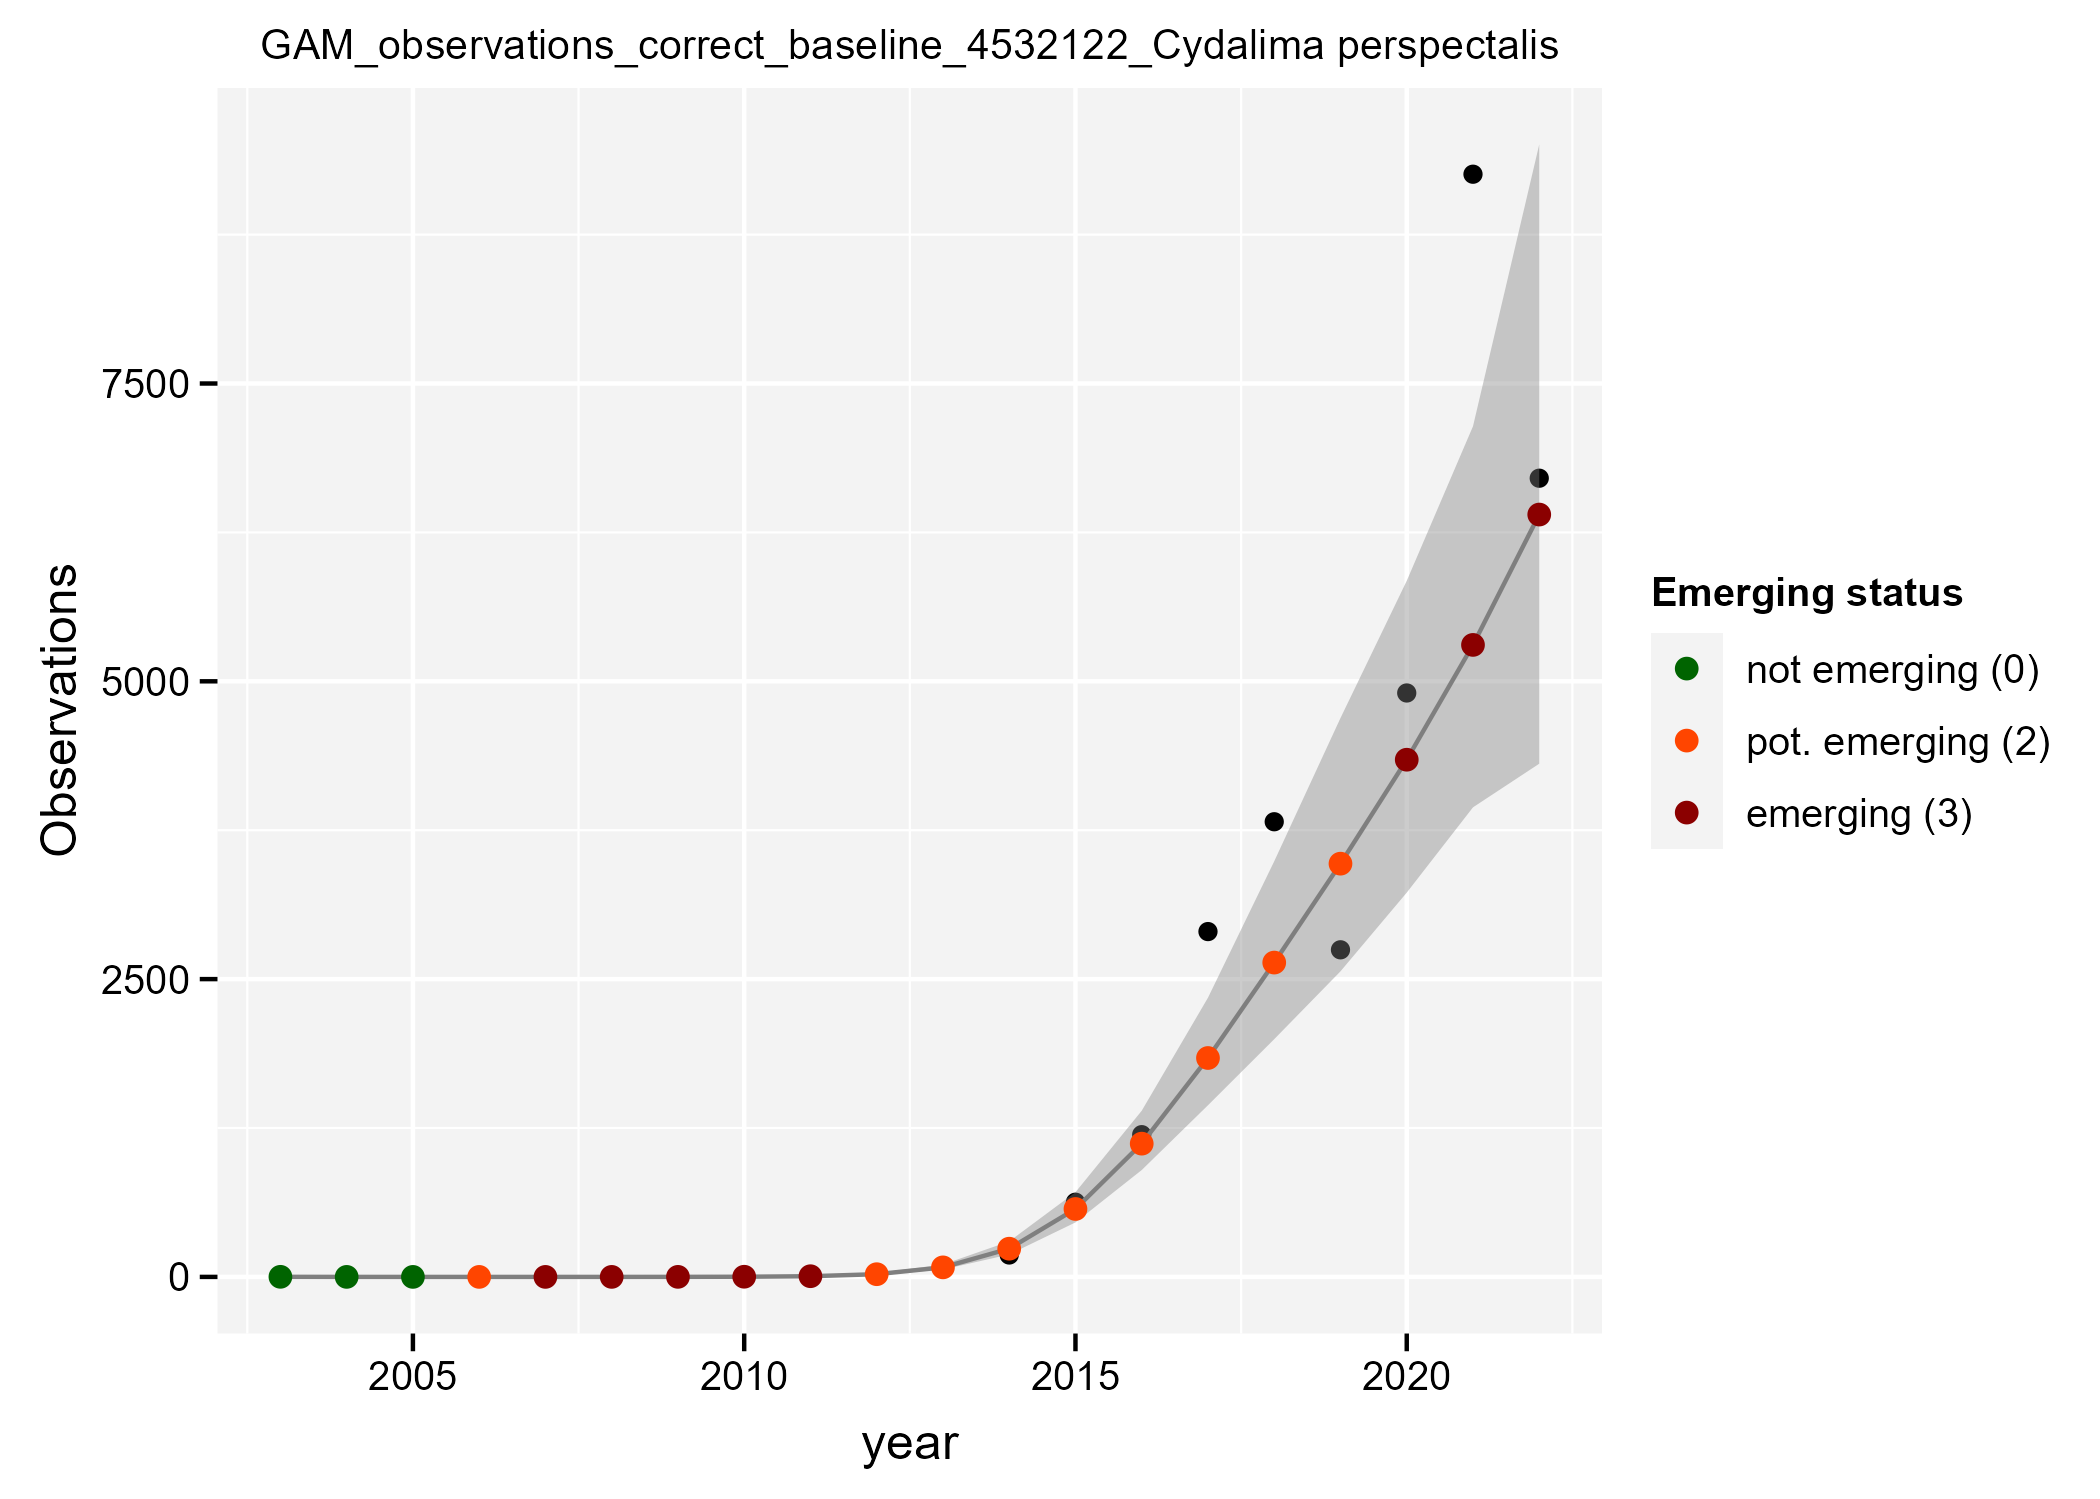 GAM_observations_correct_baseline_4532122_Cydalima perspectalis
Observations
7500
5000
2500
0
2005 2010 2015 2020
year
Emerging status
not emerging (0)
pot. emerging (2)
emerging (3)